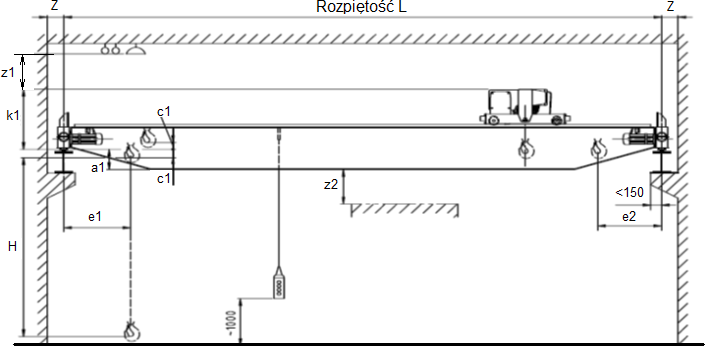 Z
Rozpiętość L
Z
z1
k1
c1
a1
c1
z2
<150
e1
e2
H
~1000